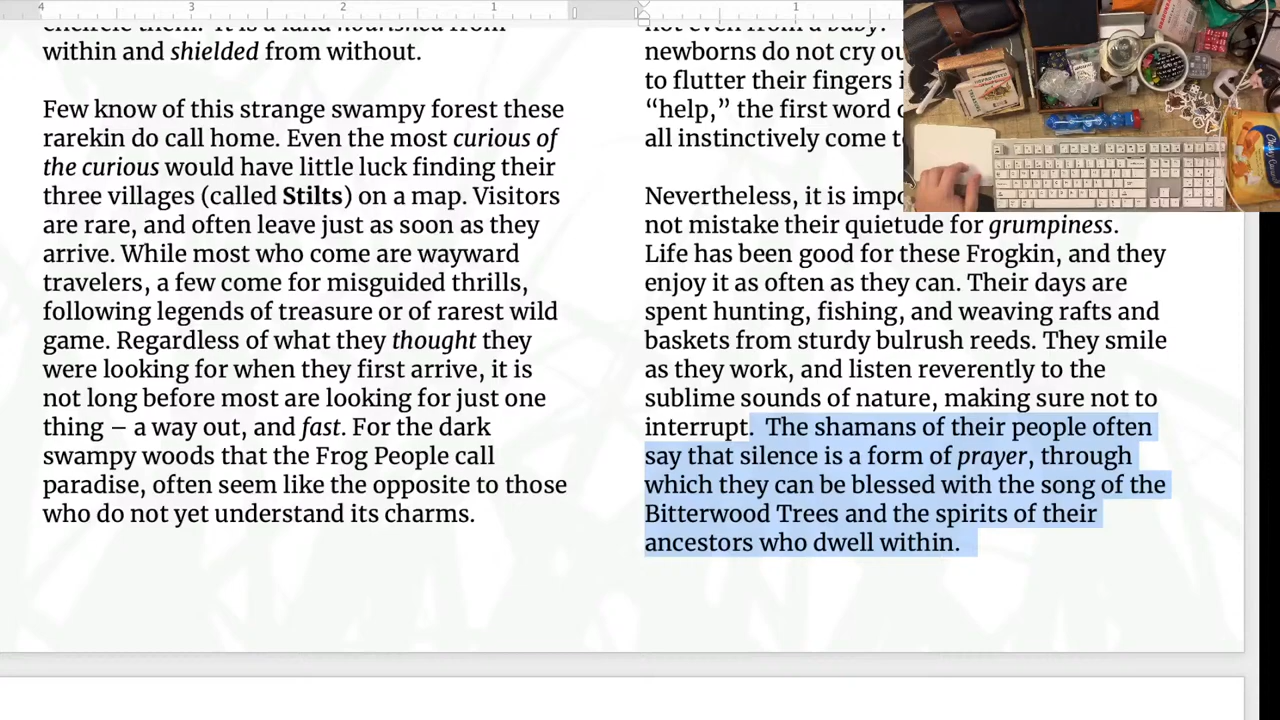 4 3 2 1
1
within and shielded from without.
Few know of this strange swampy forest these
rarekin do call home. Even the most curious of
the curious would have little luck finding their
three villages (called Stilts) on a map. Visitors
are rare, and often leave just as soon as they
arrive. While most who come are wayward
travelers, a few come for misguided thrills,
following legends of treasure or of rarest wild
game. Regardless of what they thought they
were looking for when they first arrive, it is
not long before most are looking for just one
thing – a way out, and fast. For the dark
swampy woods that the Frog People call
paradise, often seem like the opposite to those
who do not yet understand its charms.
not even from a baby?
newborns do not cry
to flutter their fingers
“help,” the first word
all instinctively come
Nevertheless, it is
not mistake their quietude for grumpiness.
Life has been good for these Frogkin, and they
enjoy it as often as they can. Their days are
spent hunting, fishing, and weaving rafts and
baskets from sturdy bulrush reeds. They smile
as they work, and listen reverently to the
sublime sounds of nature, making sure not to
interrupt. The shamans of their people often
say that silence is a form of prayer, through
which they can be blessed with the song of the
Bitterwood Trees and the spirits of their
ancestors who dwell within.